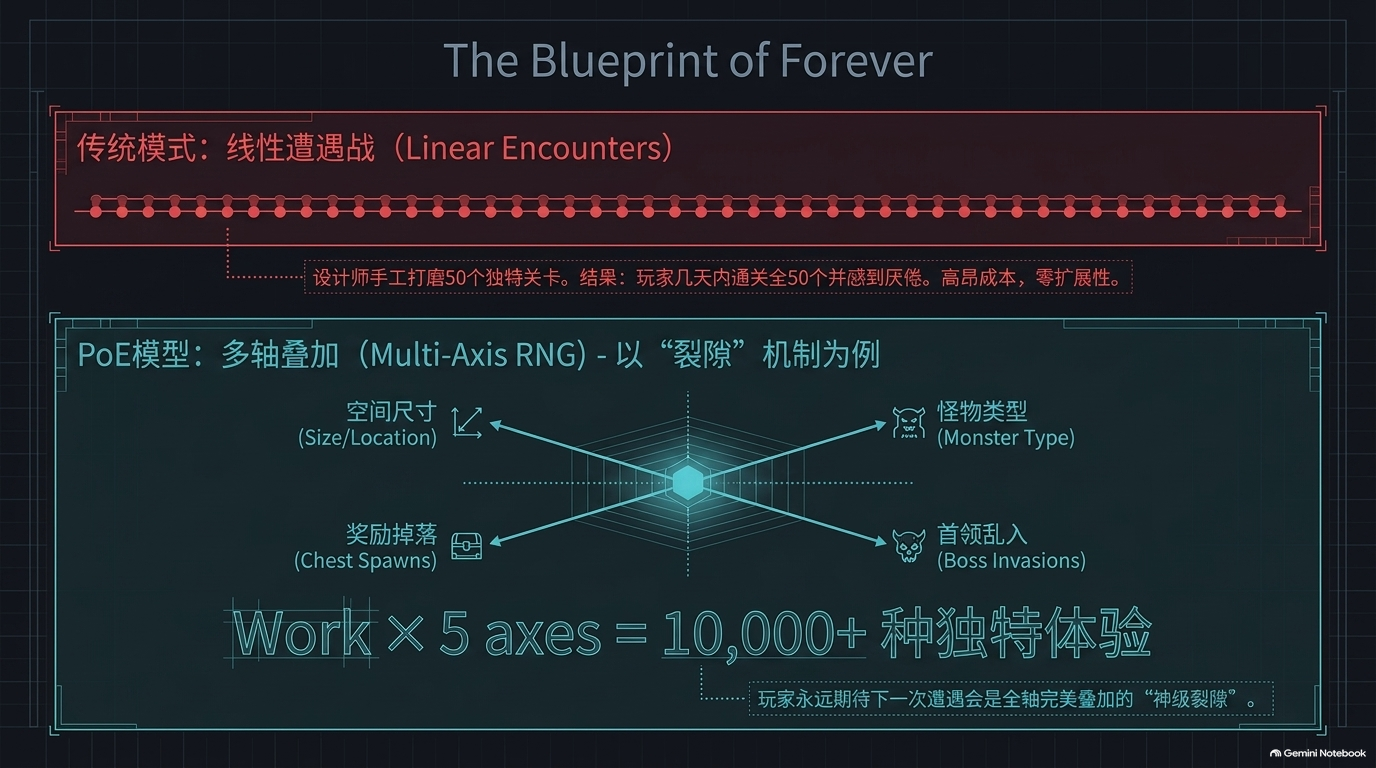 The Blueprint of Forever
传统模式：线性遭遇战（Linear Encounters）
设计师手工打磨50个独特关卡。结果：玩家几天内通关全50个并感到厌倦。高昂成本，零扩展性。
PoE模型：多轴叠加（Multi-Axis RNG) - 以“裂隙”机制为例
空间尺寸
(Size/Location)
怪物类型
(Monster Type)
奖励掉落
(Chest Spawns)
首领乱入
(Boss Invasions)
Work × 5 axes = 10,000+ 种独特体验
玩家永远期待下一次遭遇会是全轴完美叠加的“神级裂隙”。
Gemini Notebook